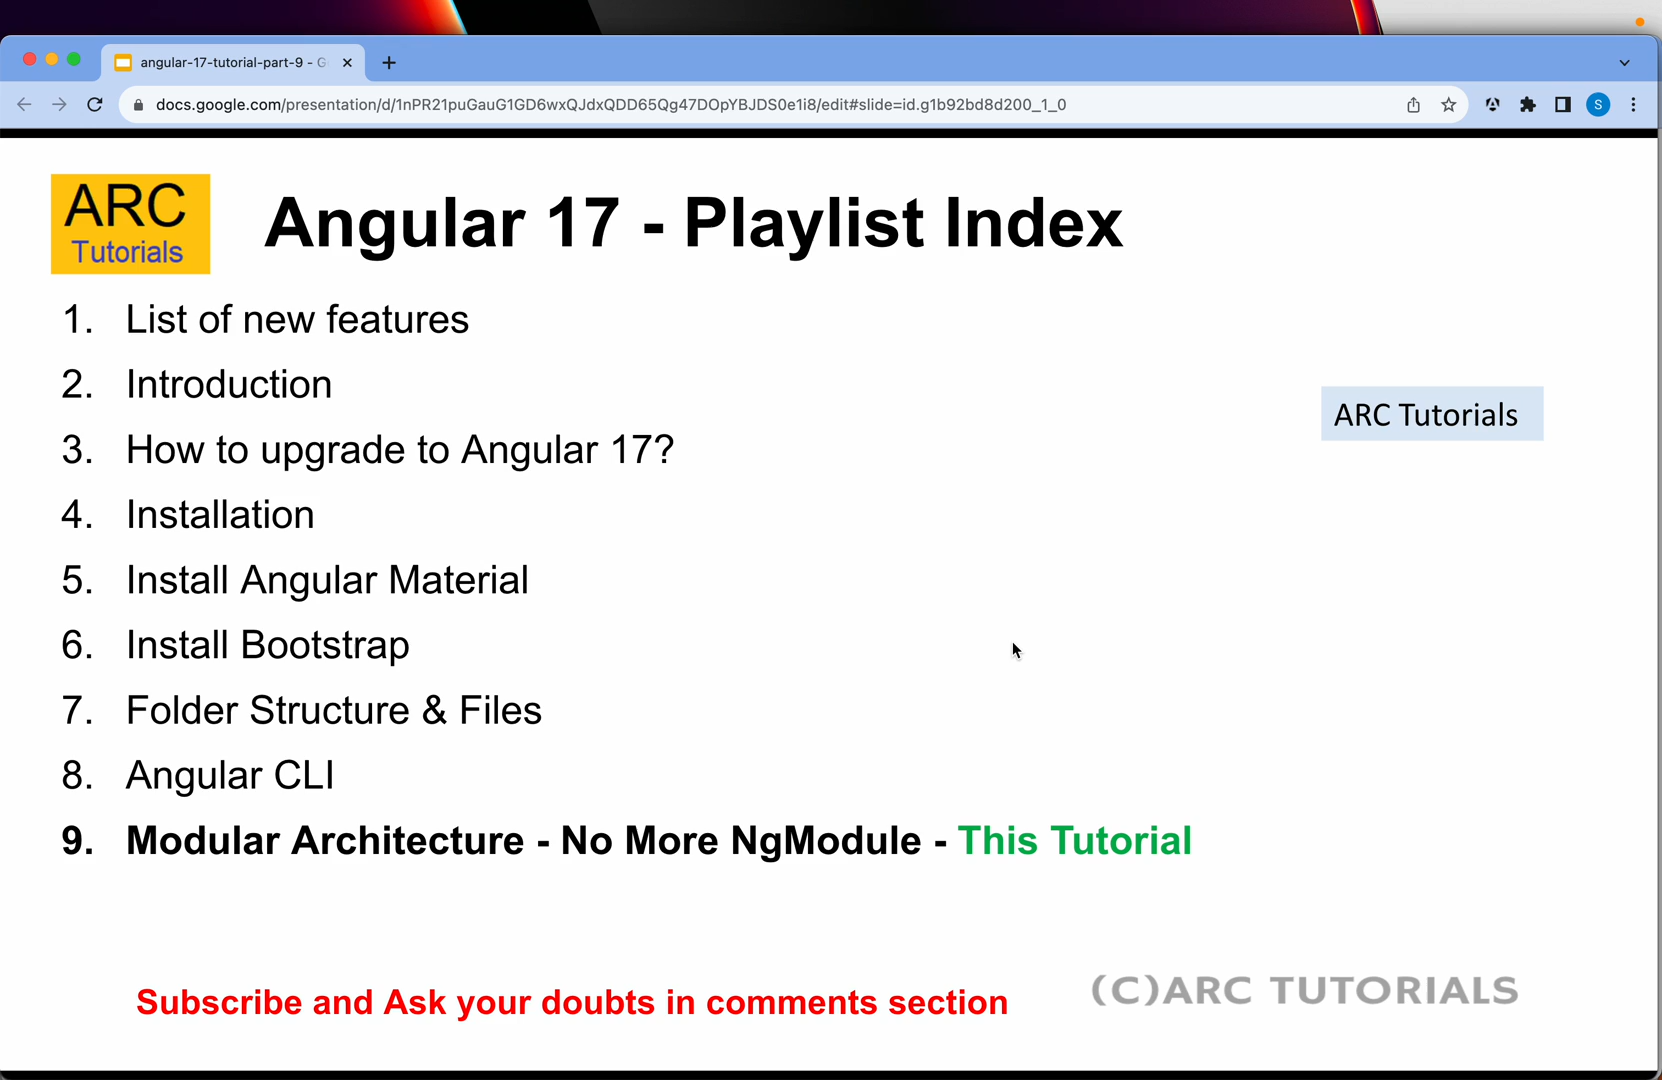 angular-17-tutorial-part-9 - G
docs.google.com/presentation/d/1nPR21puGauG1GD6wxQJdxQDD65Qg47DOpYBJDS0e1i8/edit#slide=id.g1b92bd8d200_1_0
S
ARC
Tutorials
Angular 17 - Playlist Index
1. List of new features
2. Introduction
3. How to upgrade to Angular 17?
4. Installation
5. Install Angular Material
6. Install Bootstrap
7. Folder Structure & Files
8. Angular CLI
9. Modular Architecture - No More NgModule - This Tutorial
ARC Tutorials
Subscribe and Ask your doubts in comments section
(C)ARC TUTORIALS